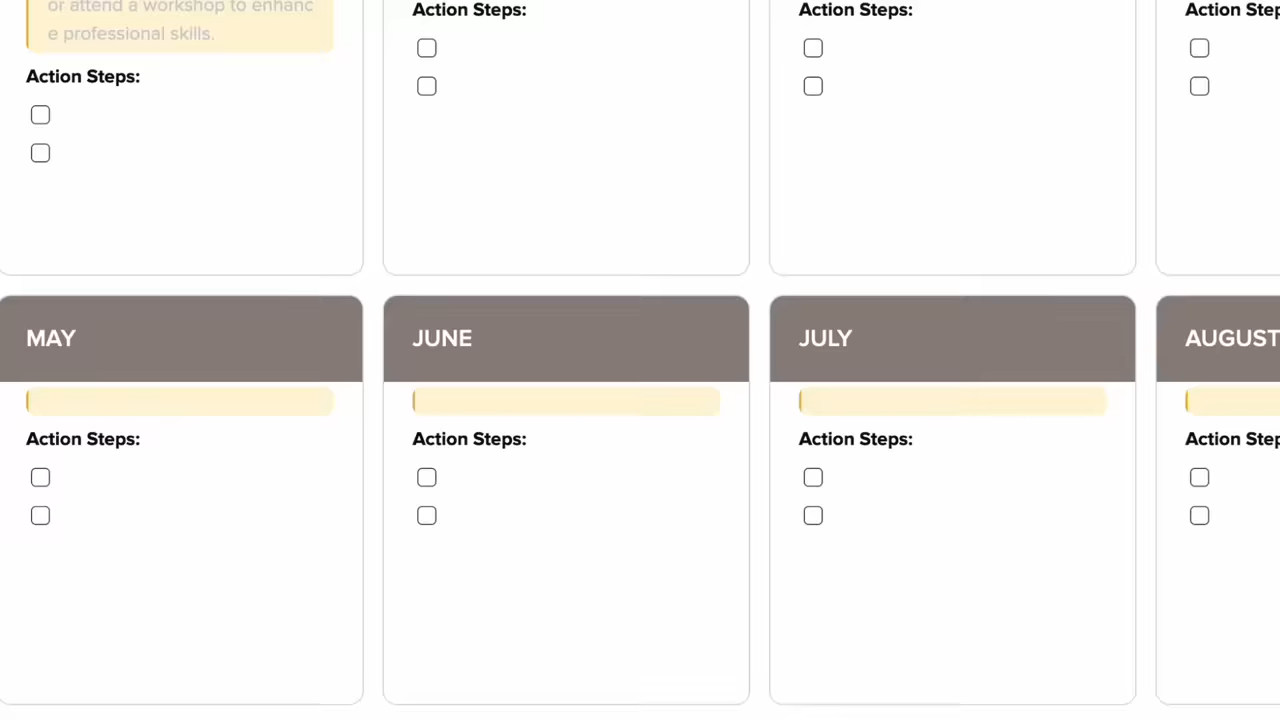 or attend a workshop to enhanc
e professional skills.
Action Steps:
Action Steps:
Action Steps:
Action Step
MAY
JUNE
JULY
AUGUST
Action Steps:
Action Steps:
Action Steps:
Action Step